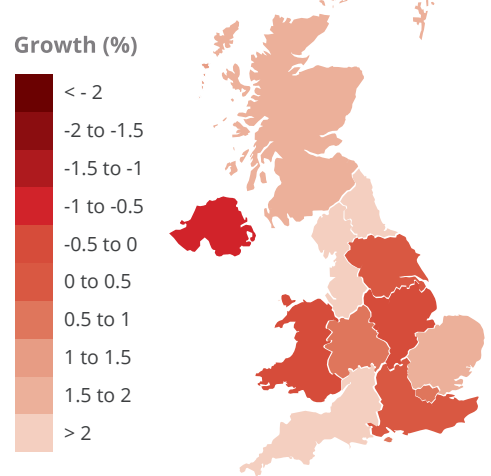 Growth (%)
< - 2
-2 to -1.5
-1.5 to -1
-1 to -0.5
-0.5 to 0
0 to 0.5
0.5 to 1
1 to 1.5
1.5 to 2
> 2